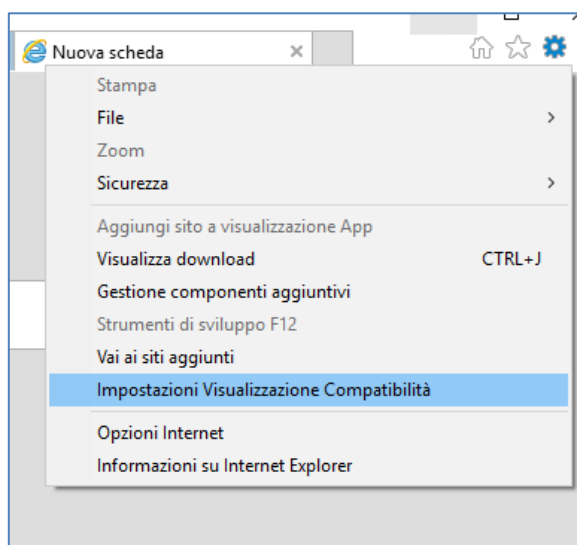 Nuova scheda
Stampa
File
Zoom
Sicurezza
Aggiungi sito a visualizzazione App
Visualizza download CTRL+J
Gestione componenti aggiuntivi
Strumenti di sviluppo F12
Vai ai siti aggiunti
Impostazioni Visualizzazione Compatibilità
Opzioni Internet
Informazioni su Internet Explorer